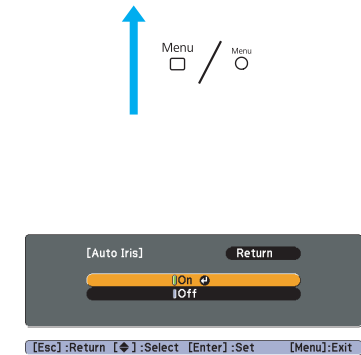 Menu / Menu
[Auto Iris] Return
On
Off
[Esc] :Return [◆] :Select [Enter] :Set [Menu]:Exit